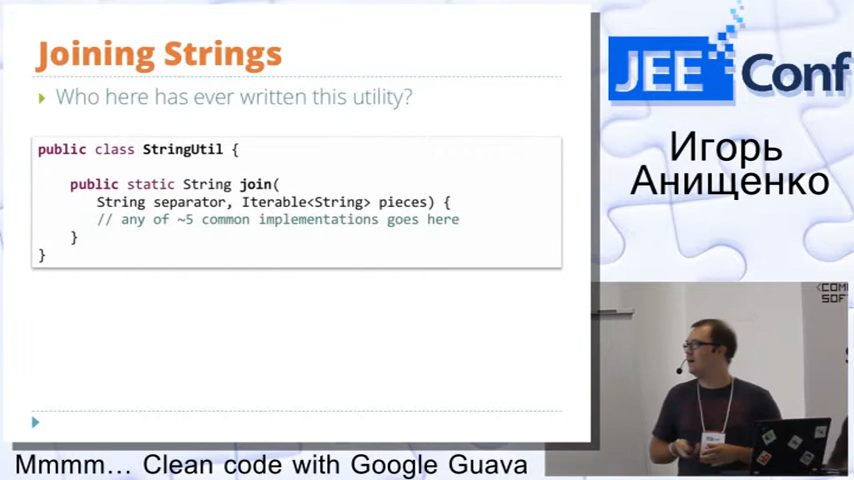 Joining Strings
Who here has ever written this utility?
public class StringUtil {
public static String join(
String separator, Iterable<String> pieces) {
// any of ~5 common implementations goes here
}
}
JEE Conf
Игорь
Анищенко
<COM
SOF
Mmmm... Clean code with Google Guava